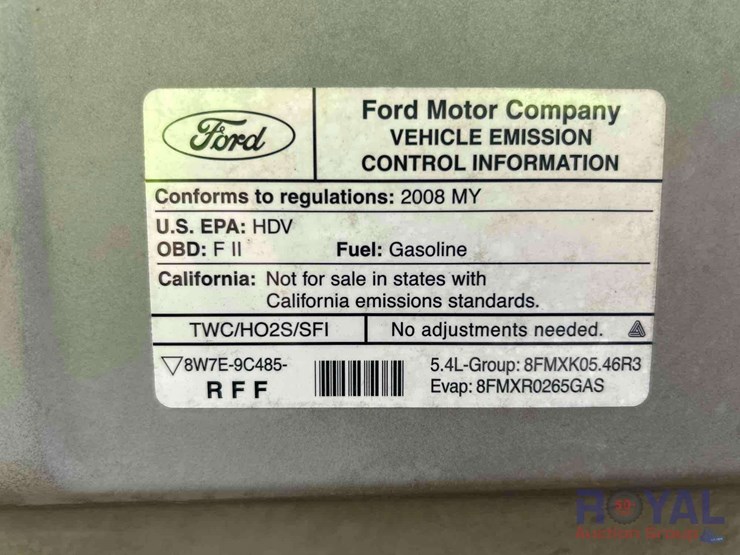 Ford
Ford Motor Company
VEHICLE EMISSION
CONTROL INFORMATION
Conforms to regulations: 2008 MY
U.S. EPA: HDV
OBD: F II Fuel: Gasoline
California: Not for sale in states with
California emissions standards.
TWC/HO2S/SFI No adjustments needed.
8W7E-9C485-
R F F
5.4L-Group: 8FMXK05.46R3
Evap: 8FMXR0265GAS
ROYAL
Auction Group